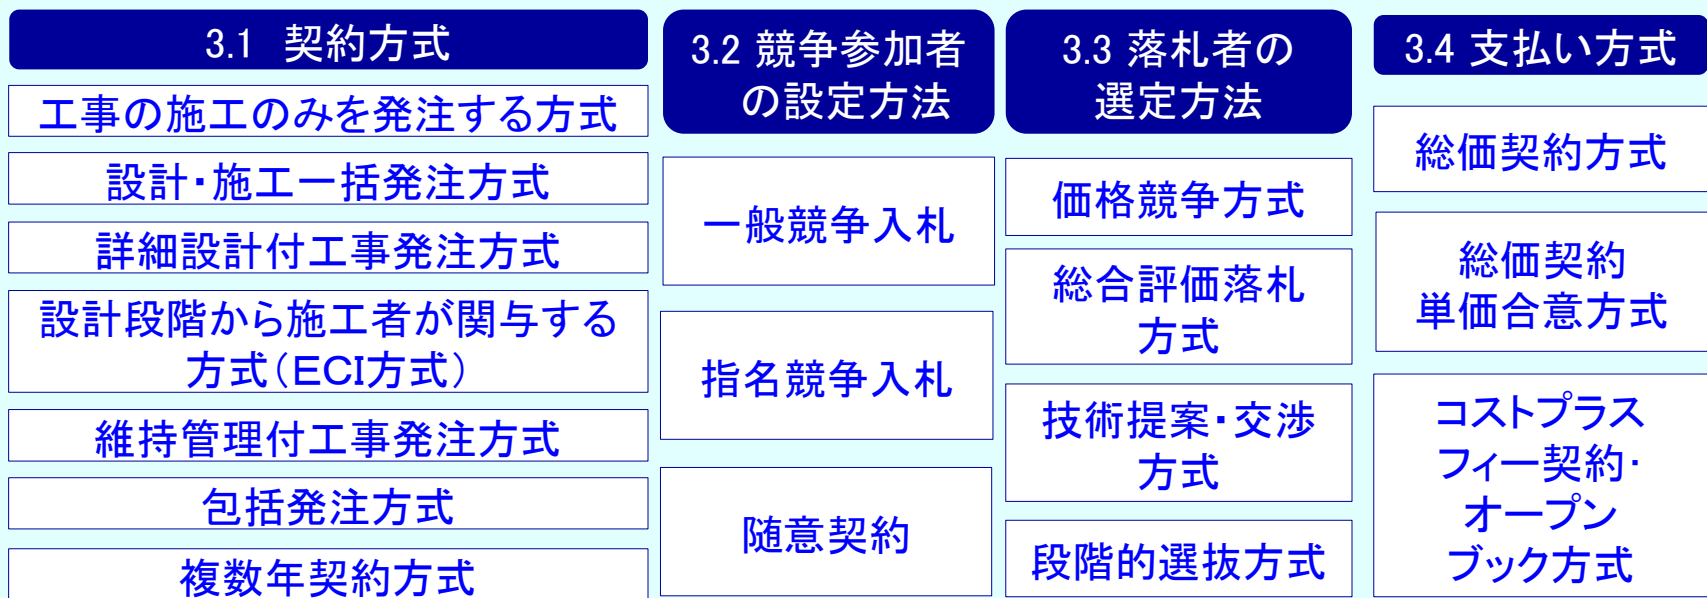 3.1 契約方式
工事の施工のみを発注する方式
設計・施工一括発注方式
詳細設計付工事発注方式
設計段階から施工者が関与する
方式(ECI方式)
維持管理付工事発注方式
包括発注方式
複数年契約方式
3.2 競争参加者
の設定方法
一般競争入札
指名競争入札
随意契約
3.3 落札者の
選定方法
価格競争方式
総合評価落札
方式
技術提案・交渉
方式
段階的選抜方式
3.4 支払い方式
総価契約方式
総価契約
単価合意方式
コストプラス
フィー契約・
オープン
ブック方式